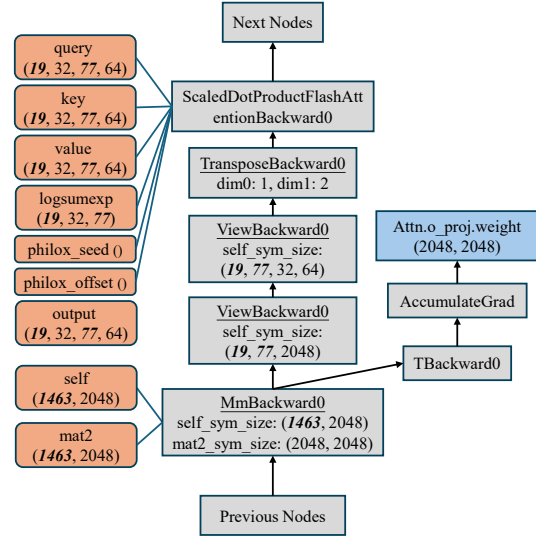 Next Nodes
query
(19, 32, 77, 64)
key
(19, 32, 77, 64)
value
(19, 32, 77, 64)
logsumexp
(19, 32, 77)
philox_seed ()
philox_offset ()
output
(19, 32, 77, 64)
ScaledDotProductFlashAtt
entionBackward0
TransposeBackward0
dim0: 1, dim1: 2
ViewBackward0
self_sym_size:
(19, 77, 32, 64)
ViewBackward0
self_sym_size:
(19, 77, 2048)
Attn.o_proj.weight
(2048, 2048)
AccumulateGrad
TBackward0
self
(1463, 2048)
mat2
(1463, 2048)
MmBackward0
self_sym_size: (1463, 2048)
mat2_sym_size: (2048, 2048)
Previous Nodes